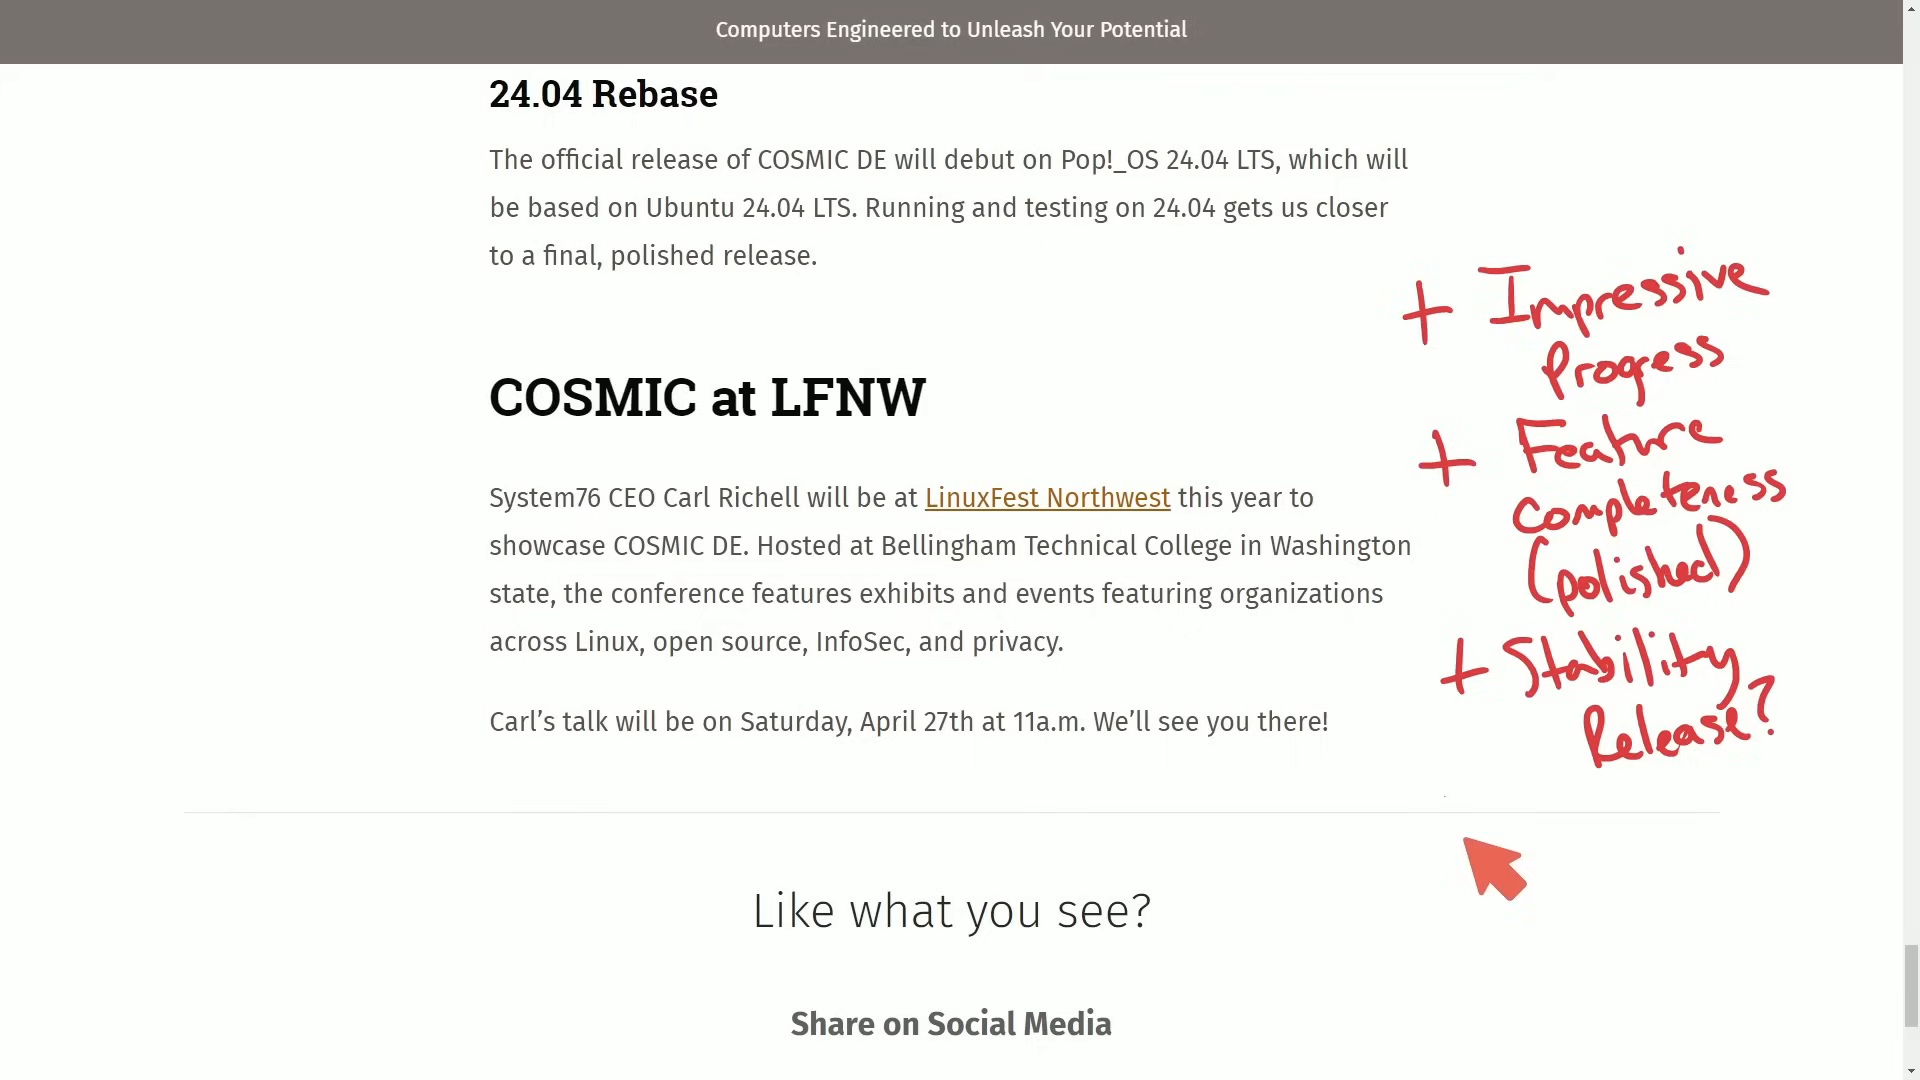 Computers Engineered to Unleash Your Potential
24.04 Rebase
The official release of COSMIC DE will debut on Pop!_OS 24.04 LTS, which will
be based on Ubuntu 24.04 LTS. Running and testing on 24.04 gets us closer
to a final, polished release.
COSMIC at LFNW
System76 CEO Carl Richell will be at LinuxFest Northwest this year to
showcase COSMIC DE. Hosted at Bellingham Technical College in Washington
state, the conference features exhibits and events featuring organizations
across Linux, open source, InfoSec, and privacy.
Carl’s talk will be on Saturday, April 27th at 11a.m. We’ll see you there!
+ Impressive
Progress
+ Feature
Completeness
(polished)
+ Stability
Release?
Like what you see?
Share on Social Media